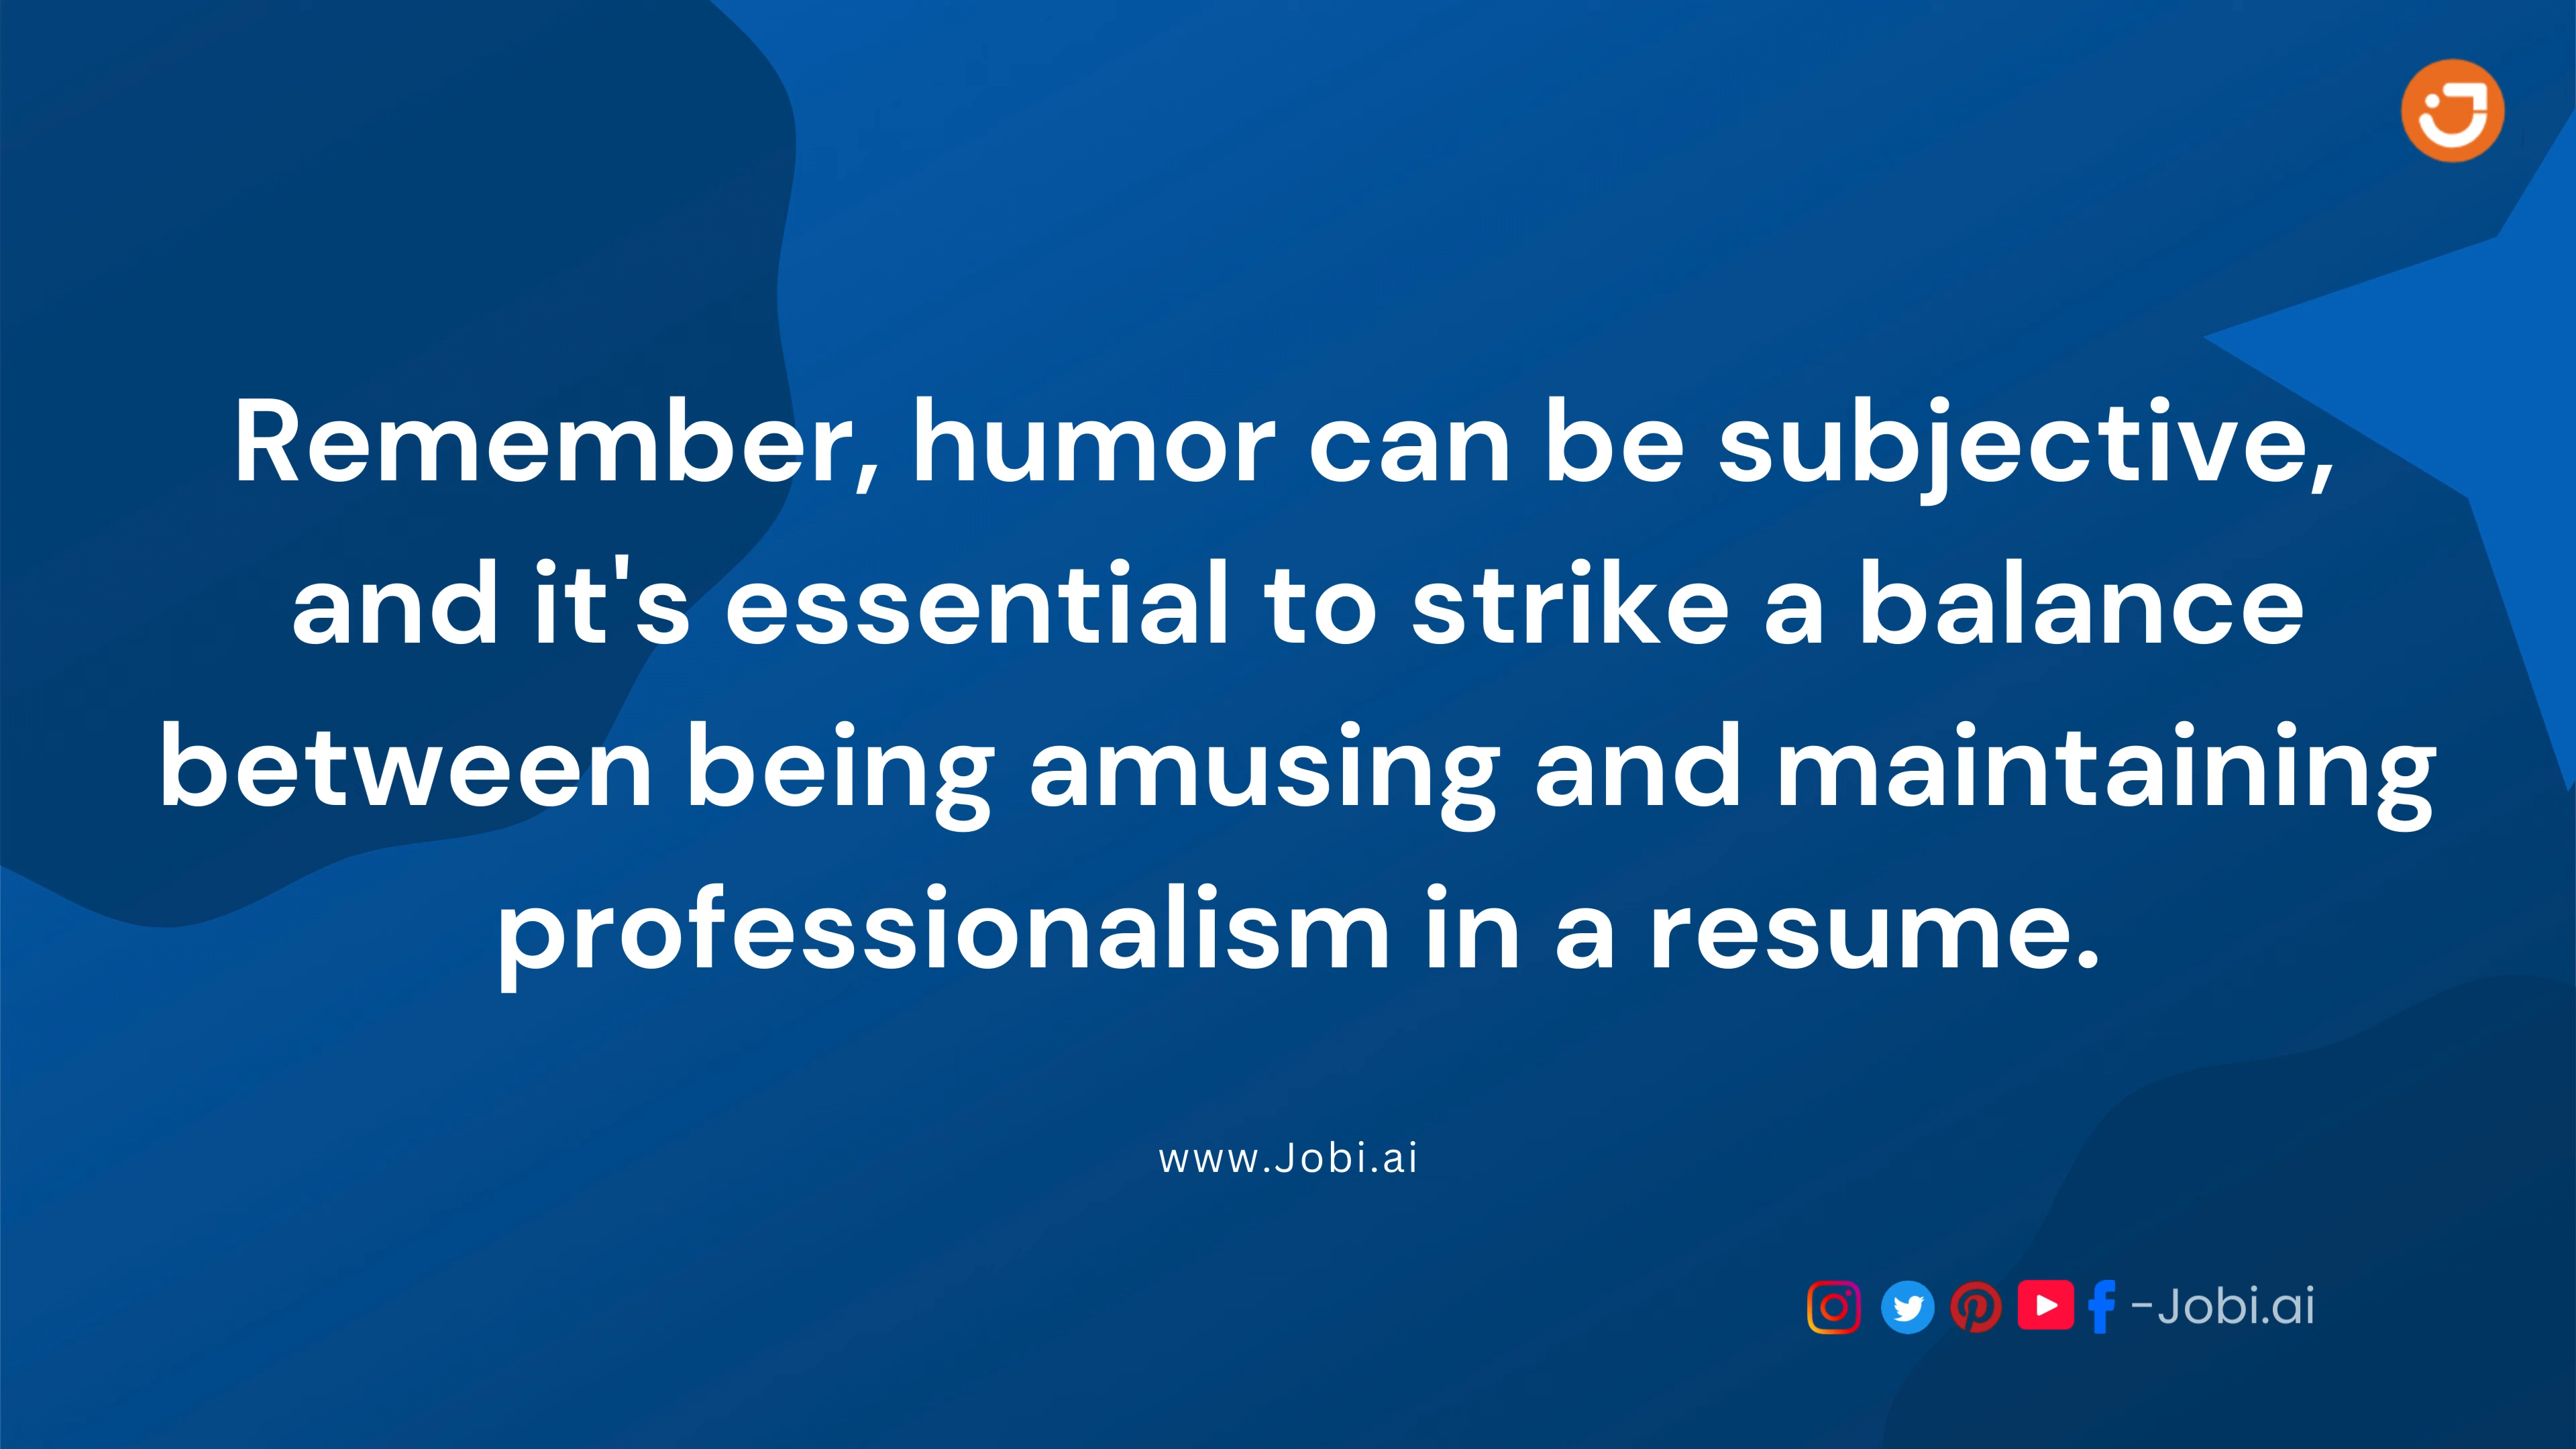 Remember, humor can be subjective,
and it's essential to strike a balance
between being amusing and maintaining
professionalism in a resume.
www.Jobi.ai
-Jobi.ai